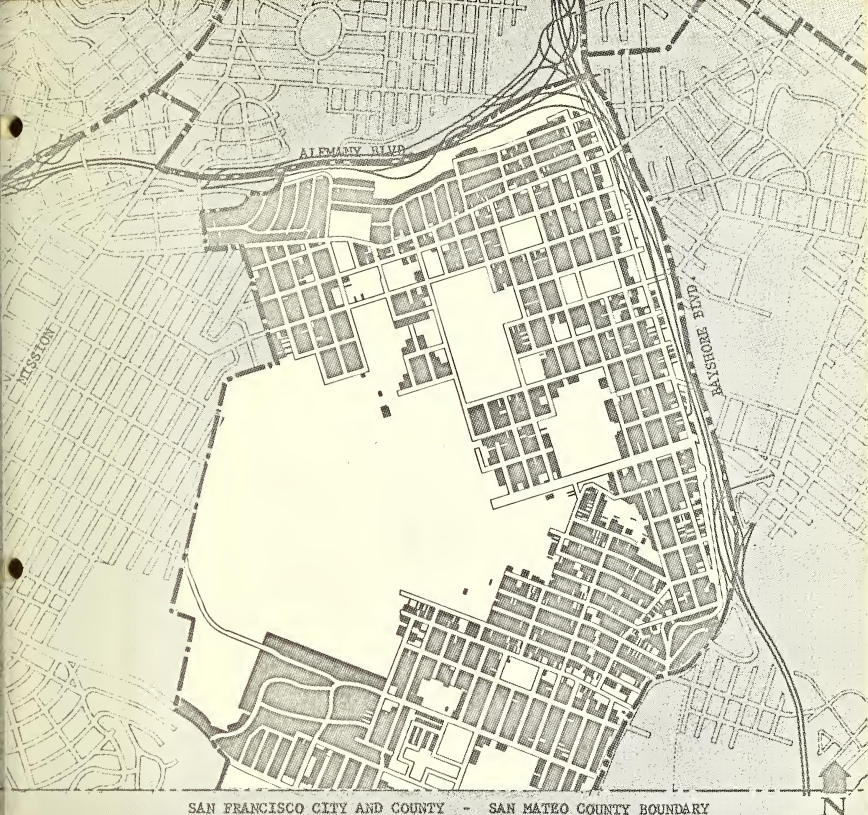 ALEMANY BLVD.
MISSION
BAYSHORE BLVD.
N
SAN FRANCISCO CITY AND COUNTY - SAN MATEO COUNTY BOUNDARY